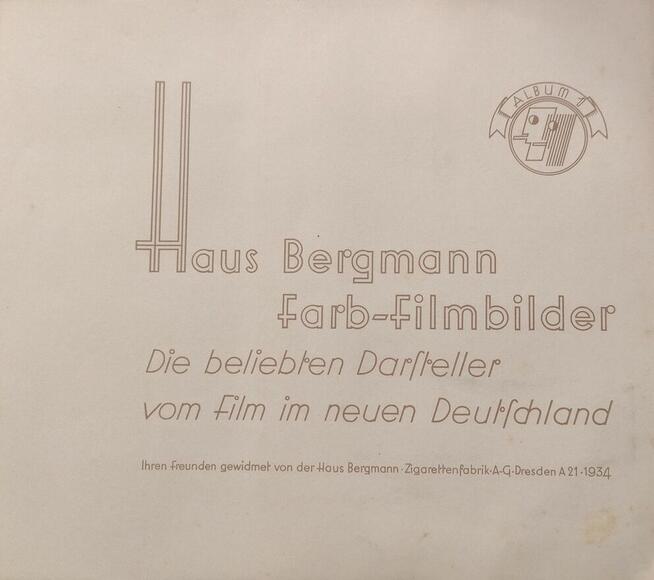 ALBUM 1
Haus Bergmann
Farb-Filmbilder
Die beliebten Darſteller
vom Film im neuen Deutſchland
Ihren Freunden gewidmet von der Haus Bergmann·Zigarettenfabrik·A-G·Dresden A 21·1934